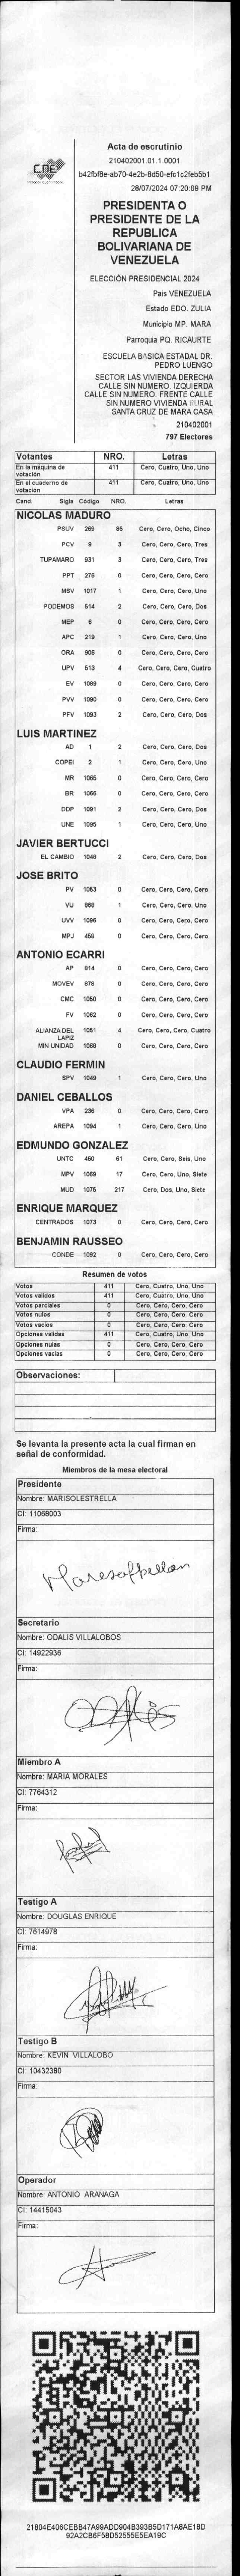 CNE
Acta de escrutinio
210402001.01.1.0001
b42fbf8e-ab70-4e2b-8d50-efc1c2feb5b1
28/07/2024 07:20:09 PM
PRESIDENTA O
PRESIDENTE DE LA
REPUBLICA
BOLIVARIANA DE
VENEZUELA
ELECCIÓN PRESIDENCIAL 2024
Pais VENEZUELA
Estado EDO. ZULIA
Municipio MP. MARA
Parroquia PQ. RICAURTE
ESCUELA BASICA ESTADAL DR.
PEDRO LUENGO
SECTOR LAS VIVIENDA DERECHA
CALLE SIN NUMERO. IZQUIERDA
CALLE SIN NUMERO. FRENTE CALLE
SIN NUMERO VIVIENDA RURAL
SANTA CRUZ DE MARA CASA
210402001
797 Electores
Votantes NRO. Letras
En la máquina de votación 411 Cero, Cuatro, Uno, Uno
En el cuaderno de votación 411 Cero, Cuatro, Uno, Uno
Cand. Sigla Código NRO. Letras
NICOLAS MADURO
PSUV 269 85 Cero, Cero, Ocho, Cinco
PCV 9 3 Cero, Cero, Cero, Tres
TUPAMARO 931 3 Cero, Cero, Cero, Tres
PPT 276 0 Cero, Cero, Cero, Cero
MSV 1017 1 Cero, Cero, Cero, Uno
PODEMOS 514 2 Cero, Cero, Cero, Dos
MEP 6 0 Cero, Cero, Cero, Cero
APC 219 1 Cero, Cero, Cero, Uno
ORA 906 0 Cero, Cero, Cero, Cero
UPV 513 4 Cero, Cero, Cero, Cuatro
EV 1089 0 Cero, Cero, Cero, Cero
PVV 1090 0 Cero, Cero, Cero, Cero
PFV 1093 2 Cero, Cero, Cero, Dos
LUIS MARTINEZ
AD 1 2 Cero, Cero, Cero, Dos
COPEI 2 1 Cero, Cero, Cero, Uno
MR 1065 0 Cero, Cero, Cero, Cero
BR 1066 0 Cero, Cero, Cero, Cero
DDP 1091 2 Cero, Cero, Cero, Dos
UNE 1095 1 Cero, Cero, Cero, Uno
JAVIER BERTUCCI
EL CAMBIO 1048 2 Cero, Cero, Cero, Dos
JOSE BRITO
PV 1053 0 Cero, Cero, Cero, Cero
VU 968 1 Cero, Cero, Cero, Uno
UVV 1096 0 Cero, Cero, Cero, Cero
MPJ 459 0 Cero, Cero, Cero, Cero
ANTONIO ECARRI
AP 814 0 Cero, Cero, Cero, Cero
MOVEV 978 0 Cero, Cero, Cero, Cero
CMC 1050 0 Cero, Cero, Cero, Cero
FV 1052 0 Cero, Cero, Cero, Cero
ALIANZA DEL LAPIZ 1051 4 Cero, Cero, Cero, Cuatro
MIN UNIDAD 1068 0 Cero, Cero, Cero, Cero
CLAUDIO FERMIN
SPV 1049 1 Cero, Cero, Cero, Uno
DANIEL CEBALLOS
VPA 236 0 Cero, Cero, Cero, Cero
AREPA 1094 1 Cero, Cero, Cero, Uno
EDMUNDO GONZALEZ
UNTC 460 61 Cero, Cero, Seis, Uno
MPV 1069 17 Cero, Cero, Uno, Siete
MUD 1075 217 Cero, Dos, Uno, Siete
ENRIQUE MARQUEZ
CENTRADOS 1073 0 Cero, Cero, Cero, Cero
BENJAMIN RAUSSEO
CONDE 1092 0 Cero, Cero, Cero, Cero
Resumen de votos
Votos 411 Cero, Cuatro, Uno, Uno
Votos validos 411 Cero, Cuatro, Uno, Uno
Votos parciales 0 Cero, Cero, Cero, Cero
Votos nulos 0 Cero, Cero, Cero, Cero
Votos vacios 0 Cero, Cero, Cero, Cero
Opciones validas 411 Cero, Cuatro, Uno, Uno
Opciones nulas 0 Cero, Cero, Cero, Cero
Opciones vacias 0 Cero, Cero, Cero, Cero
Observaciones:
Se levanta la presente acta la cual firman en
señal de conformidad.
Miembros de la mesa electoral
Presidente
Nombre: MARISOLESTRELLA
CI: 11068003
Firma:
Secretario
Nombre: ODALIS VILLALOBOS
CI: 14922936
Firma:
Miembro A
Nombre: MARIA MORALES
CI: 7764312
Firma:
Testigo A
Nombre: DOUGLAS ENRIQUE
CI: 7614978
Firma:
Testigo B
Nombre: KEVIN VILLALOBO
CI: 10432380
Firma:
Operador
Nombre: ANTONIO ARANAGA
CI: 14415043
Firma:
21804E406CEBB47A99ADD904B393B5D171A8AE18D
92A2CB6F58D52555E5EA19C